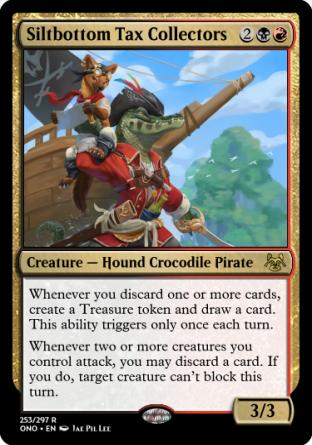 Siltbottom Tax Collectors 2
Creature — Hound Crocodile Pirate
Whenever you discard one or more cards,
create a Treasure token and draw a card.
This ability triggers only once each turn.
Whenever two or more creatures you
control attack, you may discard a card. If
you do, target creature can't block this
turn.
253/297 R
ONO • EN Jae Pil Lee
3/3